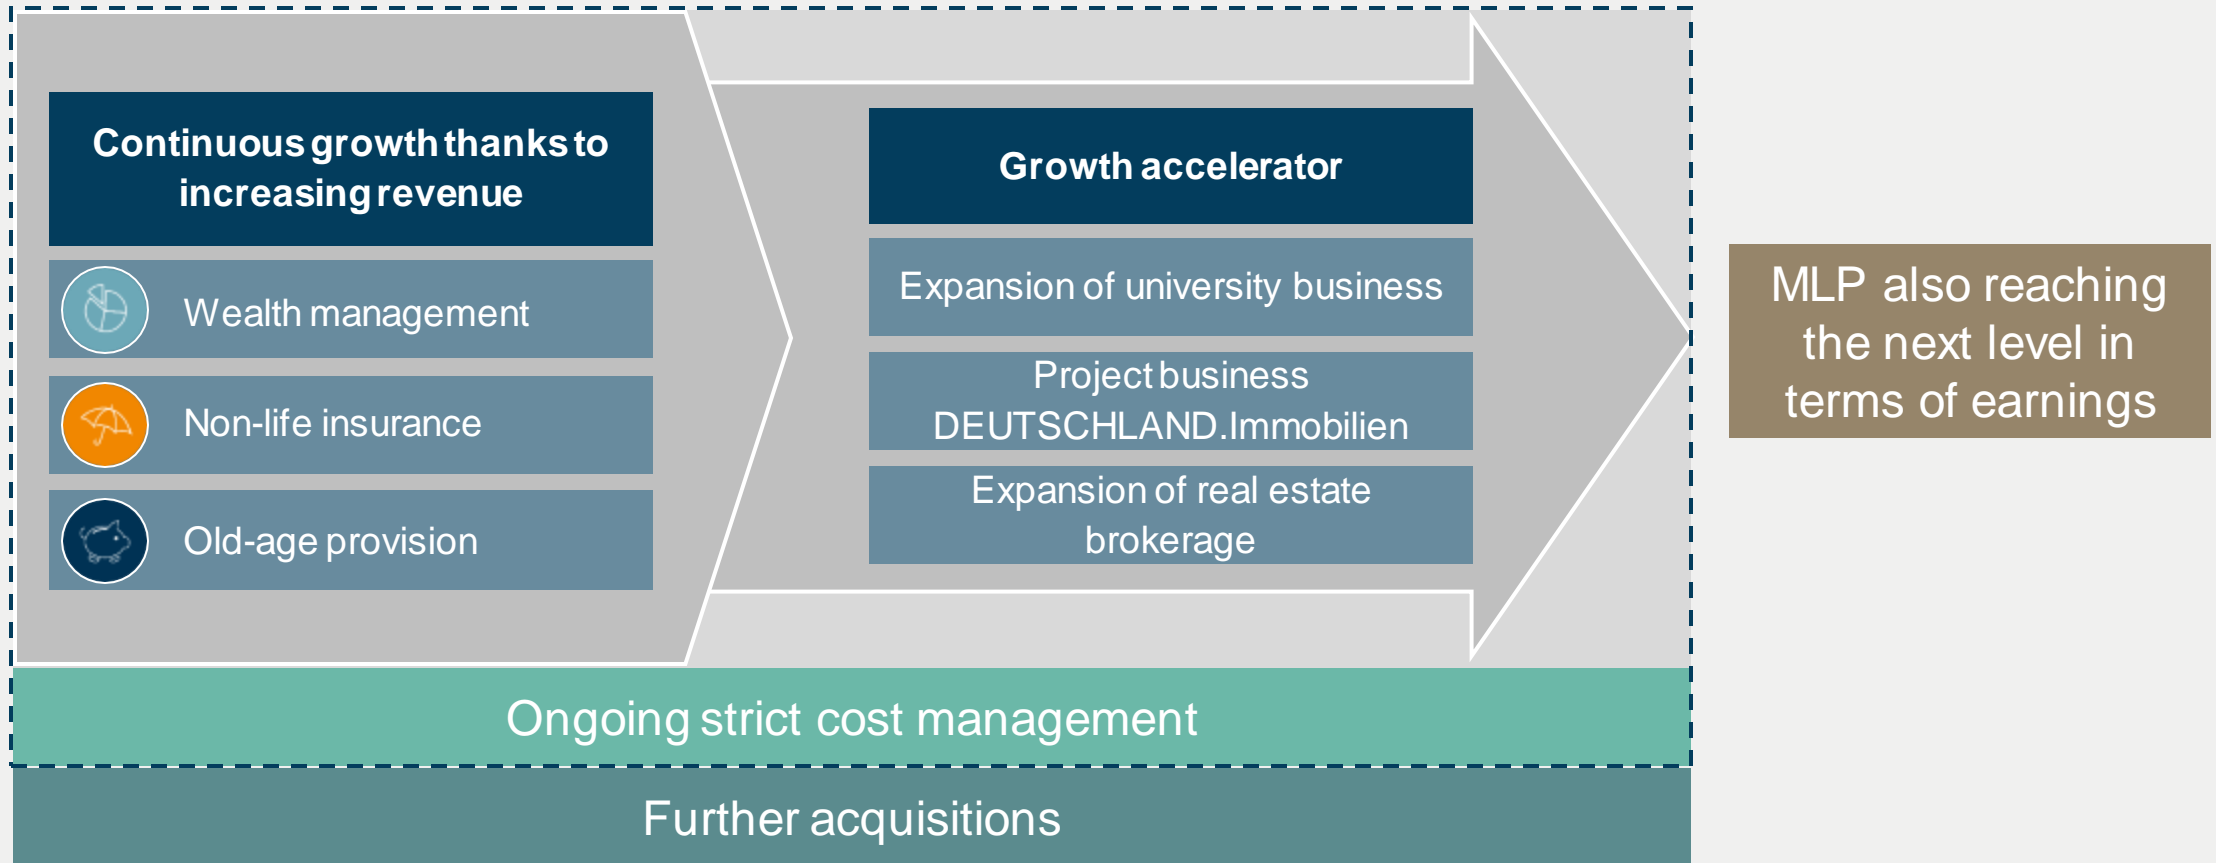 Continuous growth thanks to
increasing revenue
Wealth management
Non-life insurance
Old-age provision
Growth accelerator
Expansion of university business
Project business
DEUTSCHLAND.Immobilien
Expansion of real estate
brokerage
MLP also reaching
the next level in
terms of earnings
Ongoing strict cost management
Further acquisitions